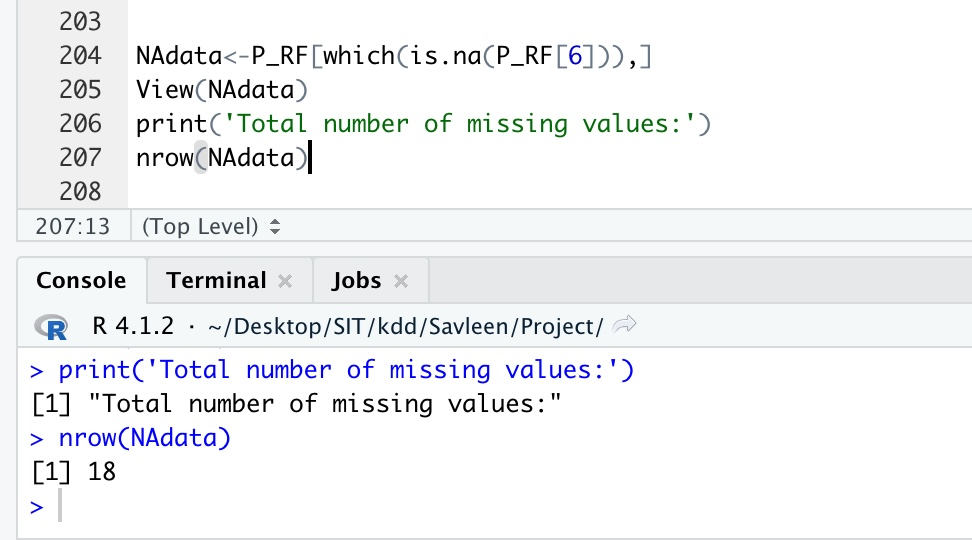 203
204 NAdata<-P_RF[which(is.na(P_RF[6])),]
205 View(NAdata)
206 print('Total number of missing values:')
207 nrow(NAdata)
208
207:13 (Top Level)
Console Terminal Jobs
R R 4.1.2 · ~/Desktop/SIT/kdd/Savleen/Project/
> print('Total number of missing values:')
[1] "Total number of missing values:"
> nrow(NAdata)
[1] 18
>